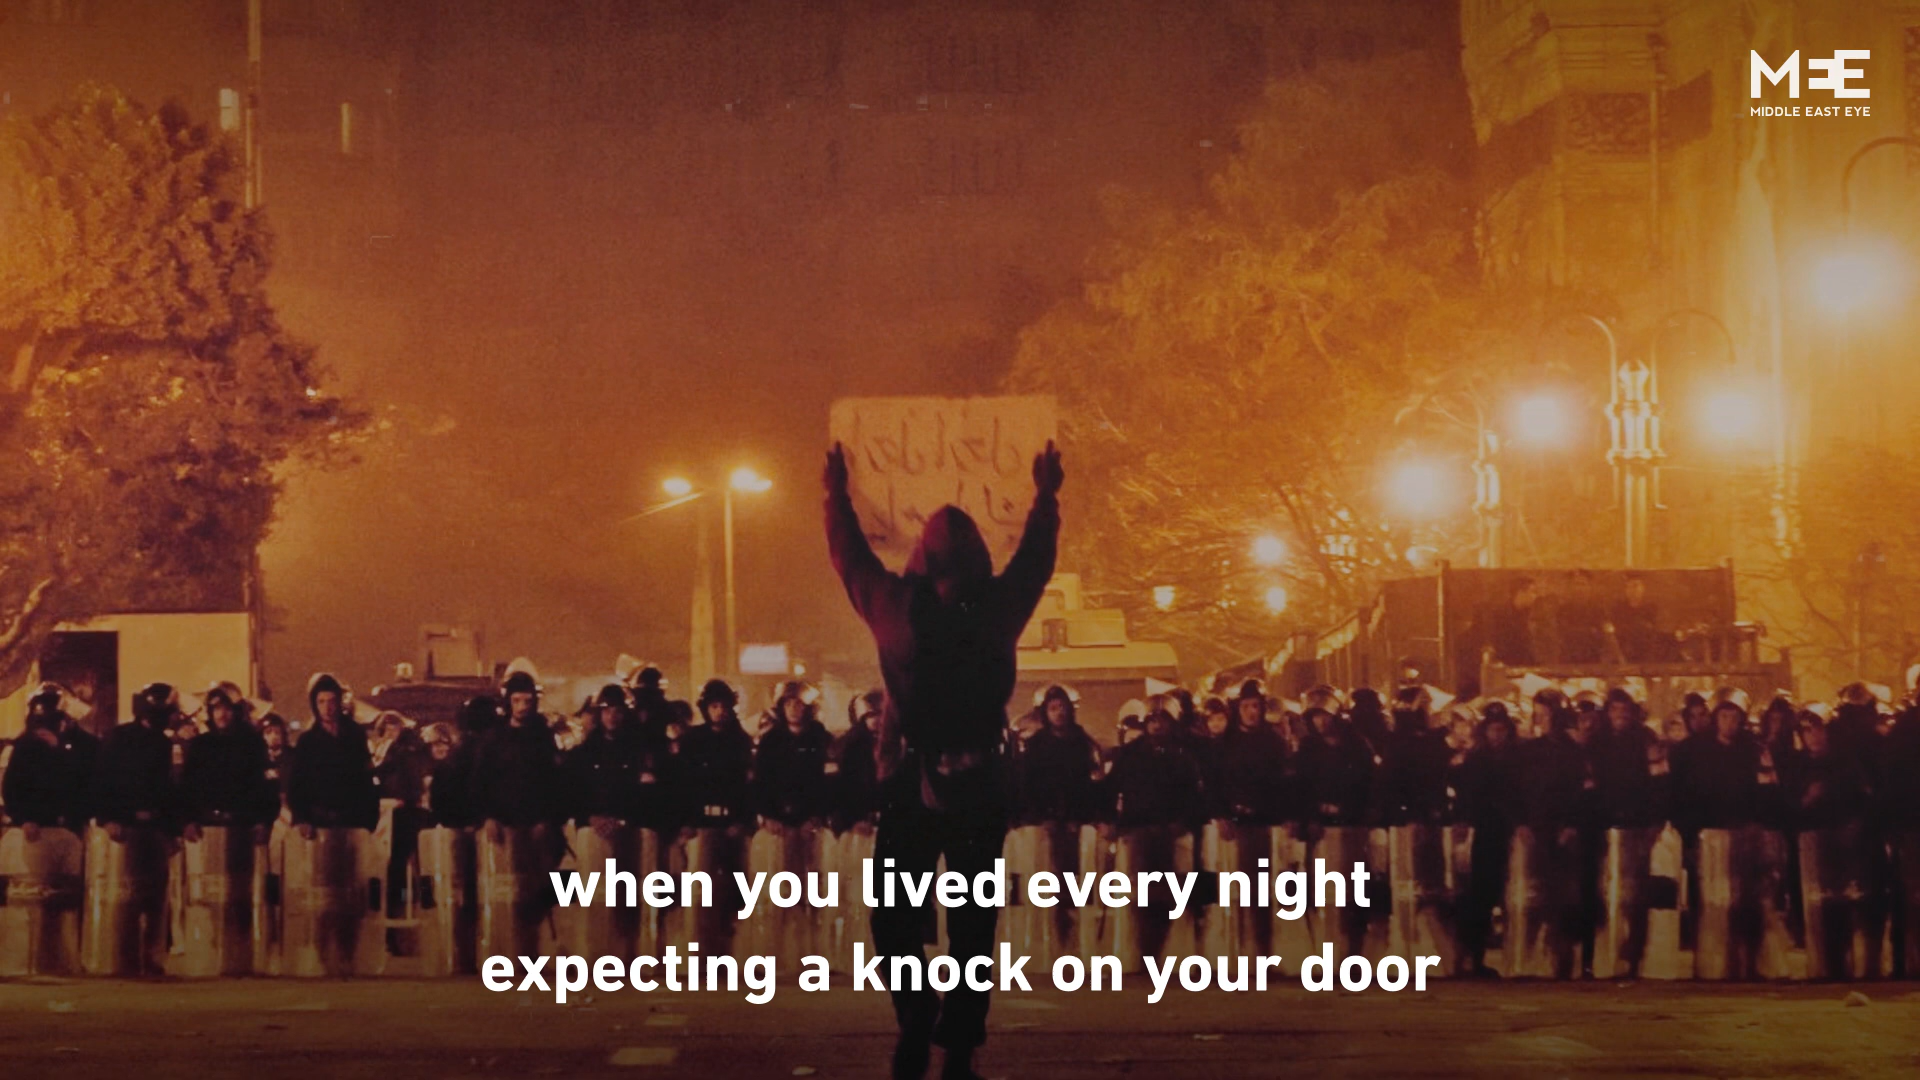 MEE
MIDDLE EAST EYE
when you lived every night
expecting a knock on your door